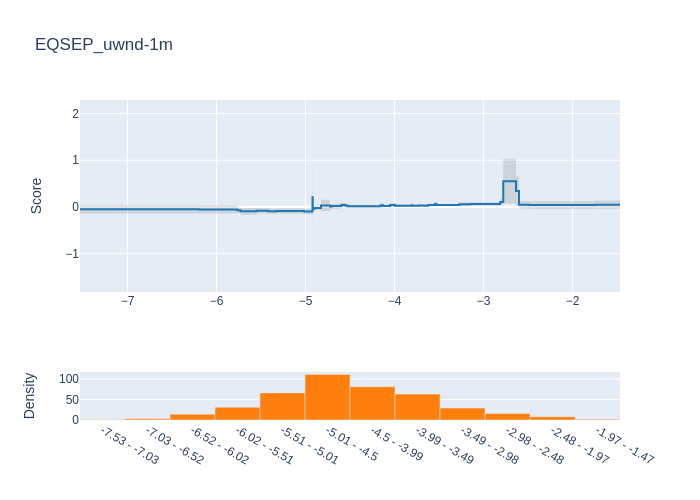 EQSEP_uwnd-1m
Score
2
1
0
−1
−7
−6
−5
−4
−3
−2
Density
100
50
0
-7.53 - -7.03
-7.03 - -6.52
-6.52 - -6.02
-6.02 - -5.51
-5.51 - -5.01
-5.01 - -4.5
-4.5 - -3.99
-3.99 - -3.49
-3.49 - -2.98
-2.98 - -2.48
-2.48 - -1.97
-1.97 - -1.47